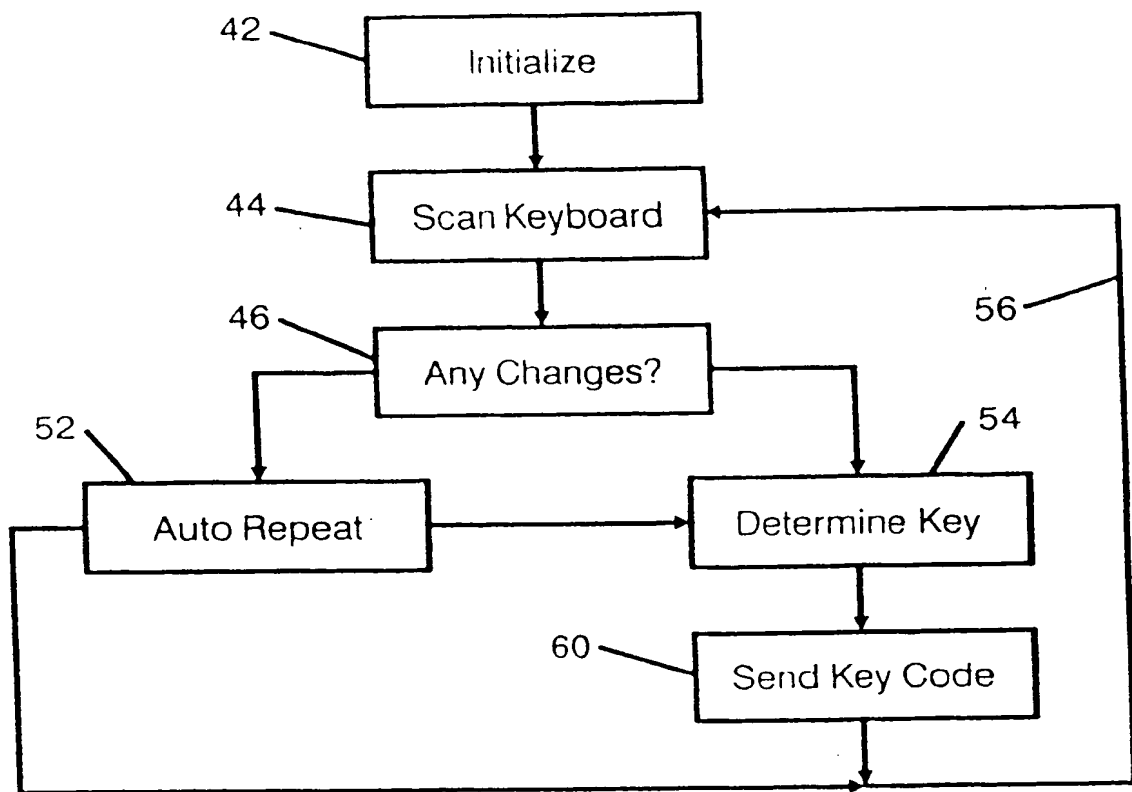 42
Initialize
44
Scan Keyboard
56
46
Any Changes?
52
54
Auto Repeat
Determine Key
60
Send Key Code